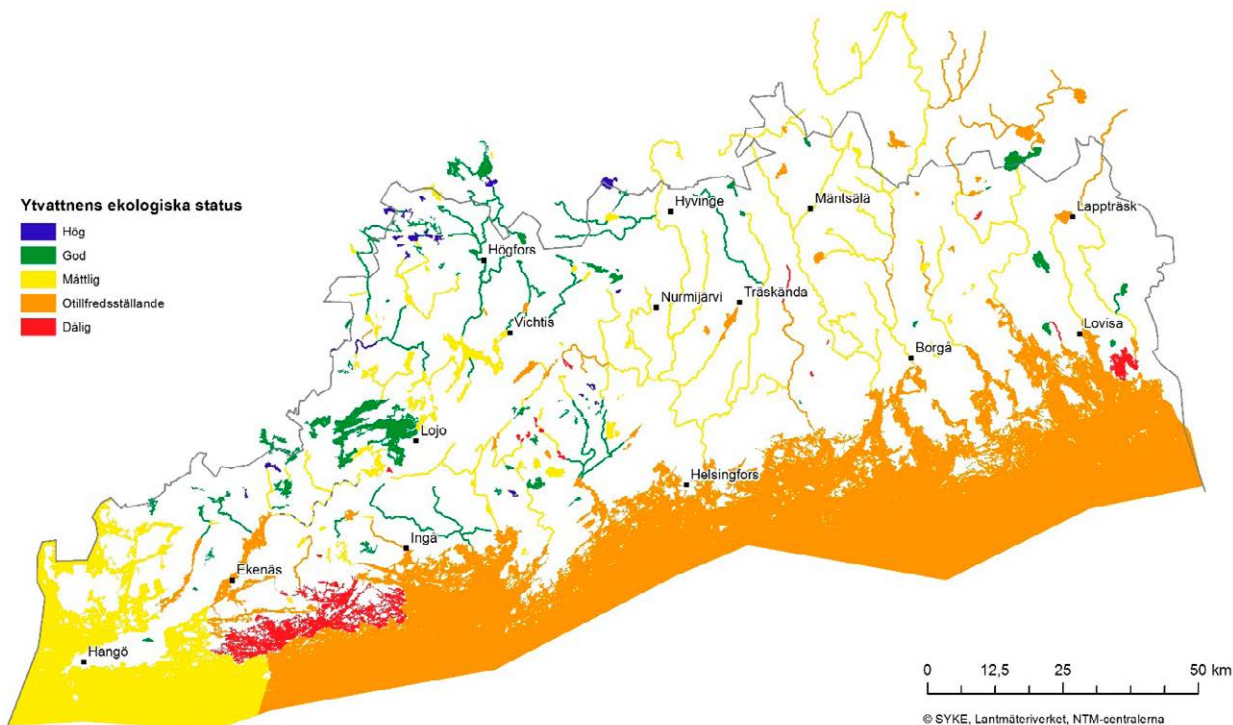 Ytvattnens ekologiska status
Hög
God
Måttlig
Otillfredsställande
Dålig
Hyvinge
Mäntsälä
Lappträsk
Högfors
Nurmijärvi
Träskända
Vichtis
Lovisa
Borgå
Lojo
Helsingfors
Ingå
Ekenäs
Hangö
0 12,5 25 50 km
© SYKE, Lantmäteriverket, NTM-centralerna